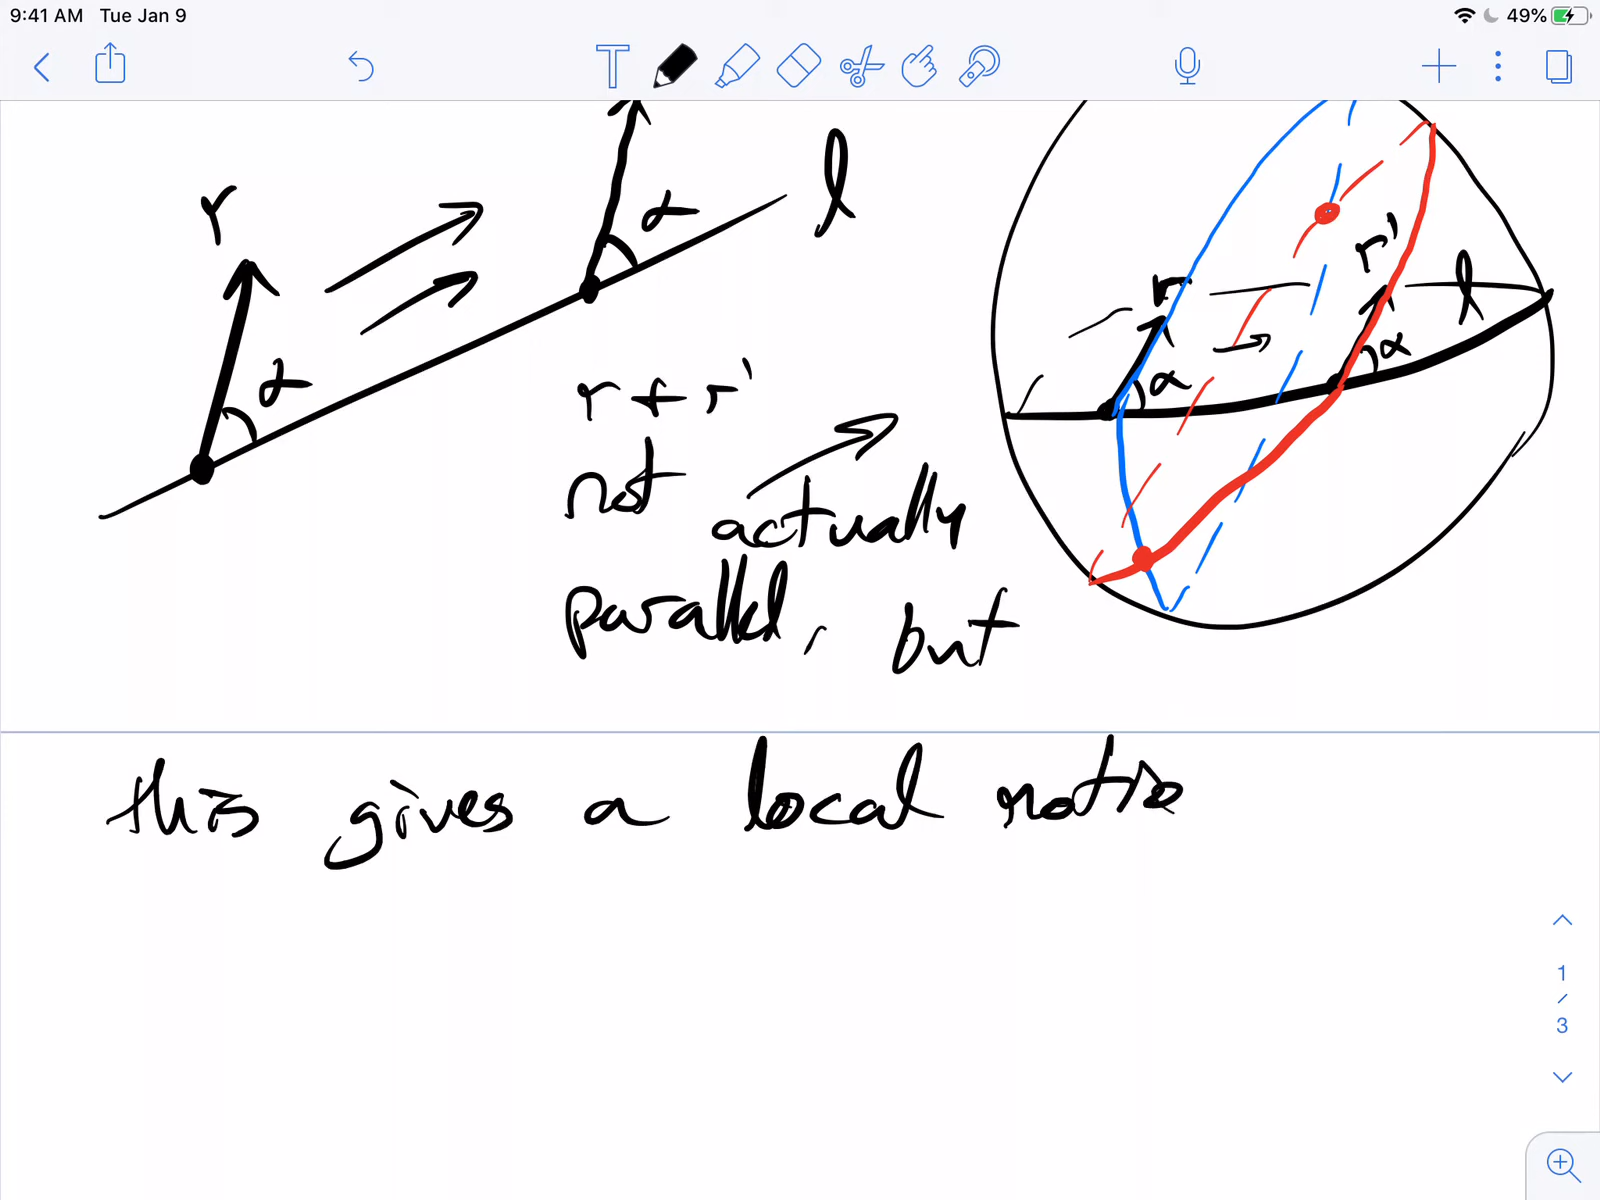 9:41 AM Tue Jan 9
49%
T
r
α
α
l
r
α
r'
α
l
r + r'
not actually
parallel, but
this gives a local notio
1
/
3